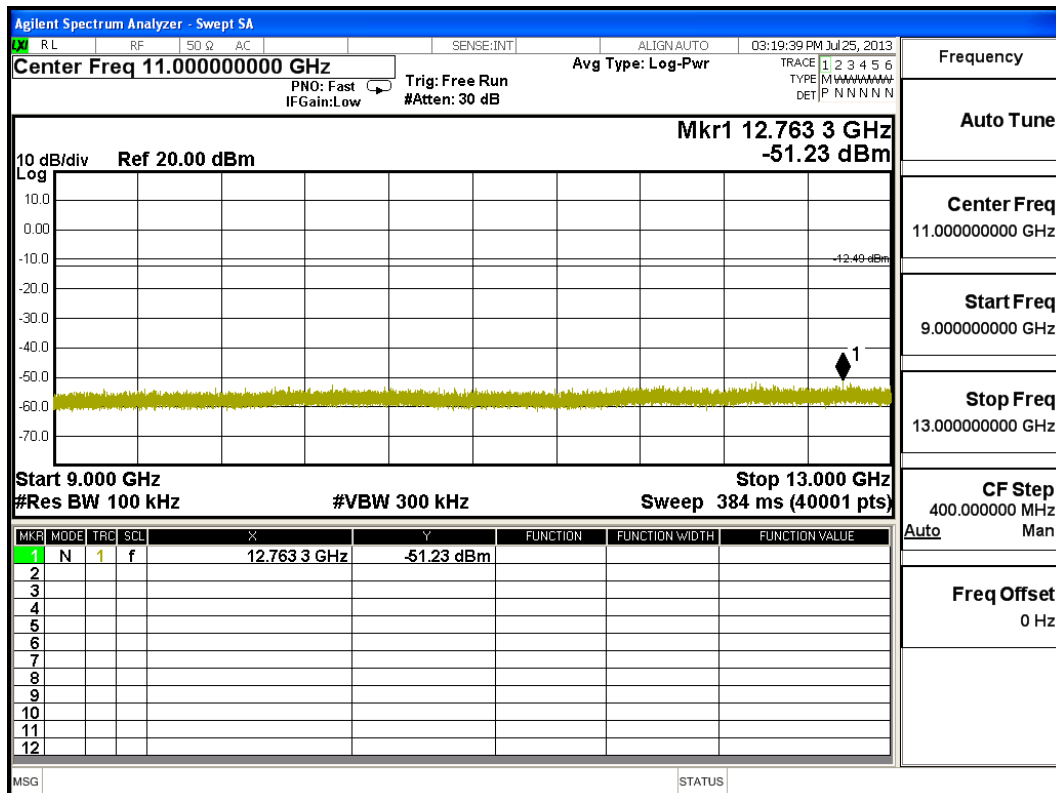 Agilent Spectrum Analyzer - Swept SA
LXI RL RF 50 Ω AC SENSE:INT ALIGNAUTO 03:19:39 PM Jul 25, 2013
Center Freq 11.000000000 GHz
PNO: Fast
IFGain:Low
Trig: Free Run
#Atten: 30 dB
Avg Type: Log-Pwr
TRACE 1 2 3 4 5 6
TYPE M WWWWW
DET P N N N N N
Mkr1 12.763 3 GHz
-51.23 dBm
10 dB/div Ref 20.00 dBm
Log
10.0
0.00
-10.0
-12.49 dBm
-20.0
-30.0
-40.0
1
-50.0
-60.0
-70.0
Start 9.000 GHz Stop 13.000 GHz
#Res BW 100 kHz #VBW 300 kHz Sweep 384 ms (40001 pts)
MKR MODE TRC SCL X Y FUNCTION FUNCTION WIDTH FUNCTION VALUE
1 N 1 f 12.763 3 GHz -51.23 dBm
2
3
4
5
6
7
8
9
10
11
12
MSG STATUS
Frequency
Auto Tune
Center Freq
11.000000000 GHz
Start Freq
9.000000000 GHz
Stop Freq
13.000000000 GHz
CF Step
400.000000 MHz
Auto Man
Freq Offset
0 Hz